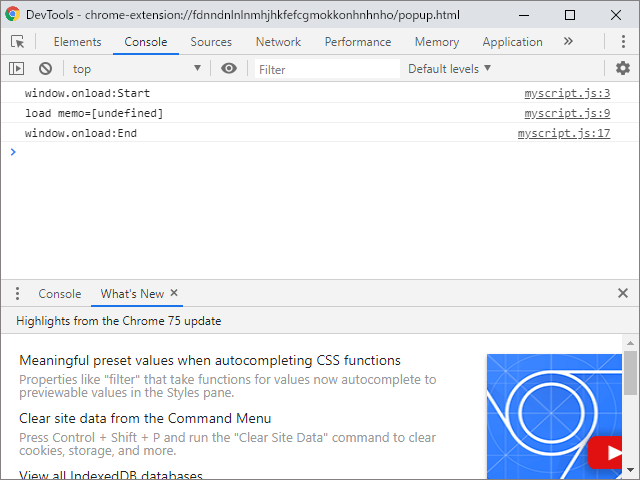 DevTools - chrome-extension://fdnndnlnlnmhjhkfefcgmokkonhnhnho/popup.html
Elements Console Sources Network Performance Memory Application »
top Filter Default levels
window.onload:Start myscript.js:3
load memo=[undefined] myscript.js:9
window.onload:End myscript.js:17
Console What's New
Highlights from the Chrome 75 update
Meaningful preset values when autocompleting CSS functions
Properties like "filter" that take functions for values now autocomplete to
previewable values in the Styles pane.
Clear site data from the Command Menu
Press Control + Shift + P and run the "Clear Site Data" command to clear
cookies, storage, and more.
View all IndexedDB databases